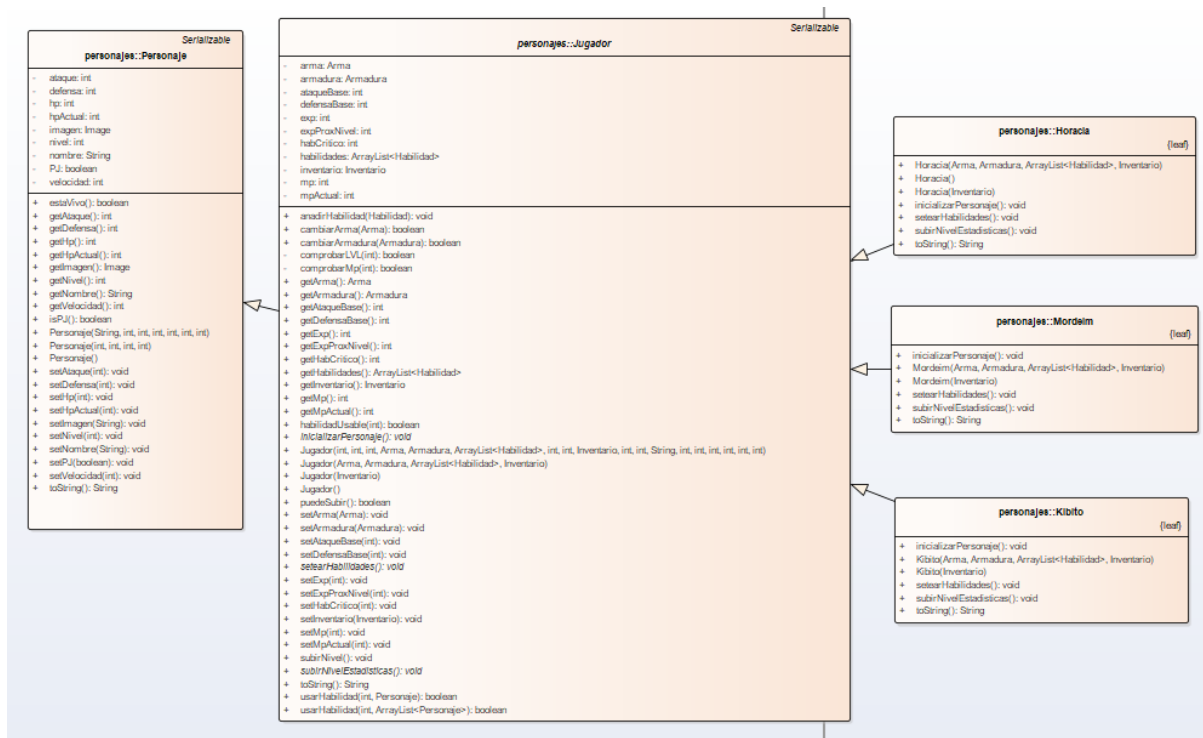 Serializable
personajes::Personaje
- ataque: int
- defensa: int
- hp: int
- hpActual: int
- imagen: Image
- nivel: int
- nombre: String
- PJ: boolean
- velocidad: int
+ estaVivo(): boolean
+ getAtaque(): int
+ getDefensa(): int
+ getHp(): int
+ getHpActual(): int
+ getImagen(): Image
+ getNivel(): int
+ getNombre(): String
+ getVelocidad(): int
+ isPJ(): boolean
+ Personaje(String, int, int, int, int, int, int)
+ Personaje(int, int, int, int)
+ Personaje()
+ setAtaque(int): void
+ setDefensa(int): void
+ setHp(int): void
+ setHpActual(int): void
+ setImagen(String): void
+ setNivel(int): void
+ setNombre(String): void
+ setPJ(boolean): void
+ setVelocidad(int): void
+ toString(): String
Serializable
personajes::Jugador
- arma: Arma
- armadura: Armadura
- ataqueBase: int
- defensaBase: int
- exp: int
- expProxNivel: int
- habCritico: int
- habilidades: ArrayList<Habilidad>
- inventario: Inventario
- mp: int
- mpActual: int
+ anadirHabilidad(Habilidad): void
+ cambiarArma(Arma): boolean
+ cambiarArmadura(Armadura): boolean
- comprobarLVL(int): boolean
- comprobarMp(int): boolean
+ getArma(): Arma
+ getArmadura(): Armadura
+ getAtaqueBase(): int
+ getDefensaBase(): int
+ getExp(): int
+ getExpProxNivel(): int
+ getHabCritico(): int
+ getHabilidades(): ArrayList<Habilidad>
+ getInventario(): Inventario
+ getMp(): int
+ getMpActual(): int
+ habilidadUsable(int): boolean
+ inicializarPersonaje(): void
+ Jugador(int, int, int, Arma, Armadura, ArrayList<Habilidad>, int, int, Inventario, int, int, String, int, int, int, int, int, int)
+ Jugador(Arma, Armadura, ArrayList<Habilidad>, Inventario)
+ Jugador(Inventario)
+ Jugador()
+ puedeSubir(): boolean
+ setArma(Arma): void
+ setArmadura(Armadura): void
+ setAtaqueBase(int): void
+ setDefensaBase(int): void
+ setearHabilidades(): void
+ setExp(int): void
+ setExpProxNivel(int): void
+ setHabCritico(int): void
+ setInventario(Inventario): void
+ setMp(int): void
+ setMpActual(int): void
+ subirNivel(): void
+ subirNivelEstadisticas(): void
+ toString(): String
+ usarHabilidad(int, Personaje): boolean
+ usarHabilidad(int, ArrayList<Personaje>): boolean
personajes::Horacia
{leaf}
+ Horacia(Arma, Armadura, ArrayList<Habilidad>, Inventario)
+ Horacia()
+ Horacia(Inventario)
+ inicializarPersonaje(): void
+ setearHabilidades(): void
+ subirNivelEstadisticas(): void
+ toString(): String
personajes::Mordeim
{leaf}
+ inicializarPersonaje(): void
+ Mordeim(Arma, Armadura, ArrayList<Habilidad>, Inventario)
+ Mordeim(Inventario)
+ setearHabilidades(): void
+ subirNivelEstadisticas(): void
+ toString(): String
personajes::Kibito
{leaf}
+ inicializarPersonaje(): void
+ Kibito(Arma, Armadura, ArrayList<Habilidad>, Inventario)
+ Kibito(Inventario)
+ setearHabilidades(): void
+ subirNivelEstadisticas(): void
+ toString(): String